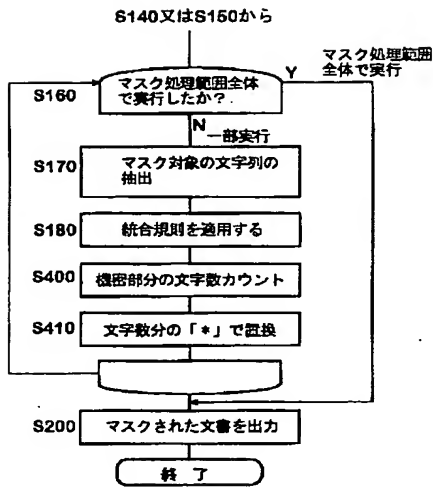 S140又はS150から
マスク処理範囲
全体で実行
Y
マスク処理範囲全体
で実行したか？
S160
N
一部実行
S170
マスク対象の文字列の
抽出
S180
統合規則を適用する
S400
機密部分の文字数カウント
S410
文字数分の「*」で置換
S200
マスクされた文書を出力
終 了